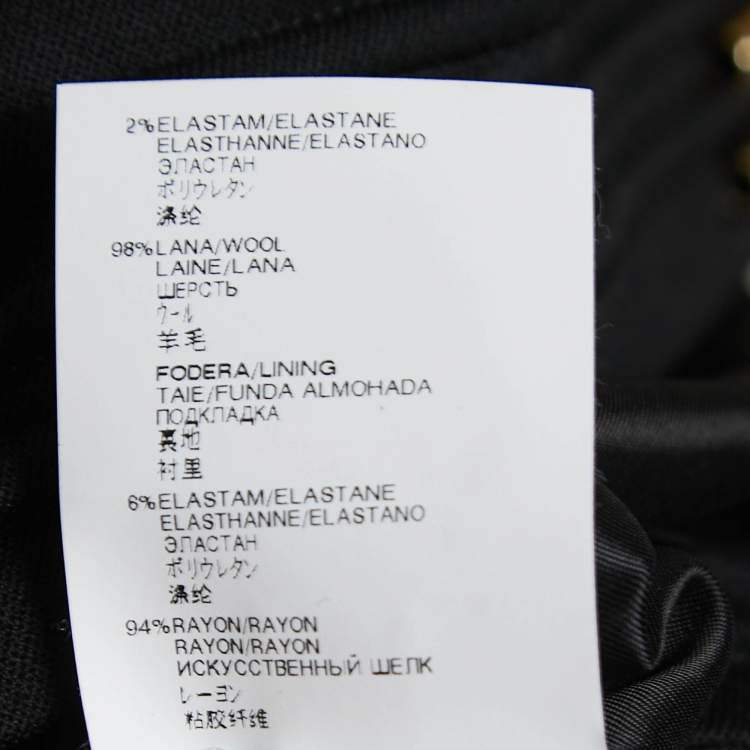 2%ELASTAM/ELASTANE
ELASTHANNE/ELASTANO
ЭЛАСТАН
ポリウレタン
涤纶
98%LANA/WOOL
LAINE/LANA
ШЕРСТЬ
ウール
羊毛
FODERA/LINING
TAIE/FUNDA ALMOHADA
ПОДКЛАДКА
裏地
衬里
6%ELASTAM/ELASTANE
ELASTHANNE/ELASTANO
ЭЛАСТАН
ポリウレタン
涤纶
94%RAYON/RAYON
RAYON/RAYON
ИСКУССТВЕННЫЙ ШЕЛК
レーヨン
粘胶纤维